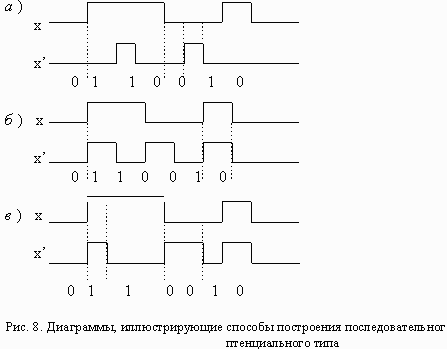 а )
x
x’
0 1 1 0 0 1 0
б ) x
x’
0 1 1 0 0 1 0
в ) x
x’
0 1 1 0 0 1 0
Рис. 8. Диаграммы, иллюстрирующие способы построения последовательног
птенциального типа